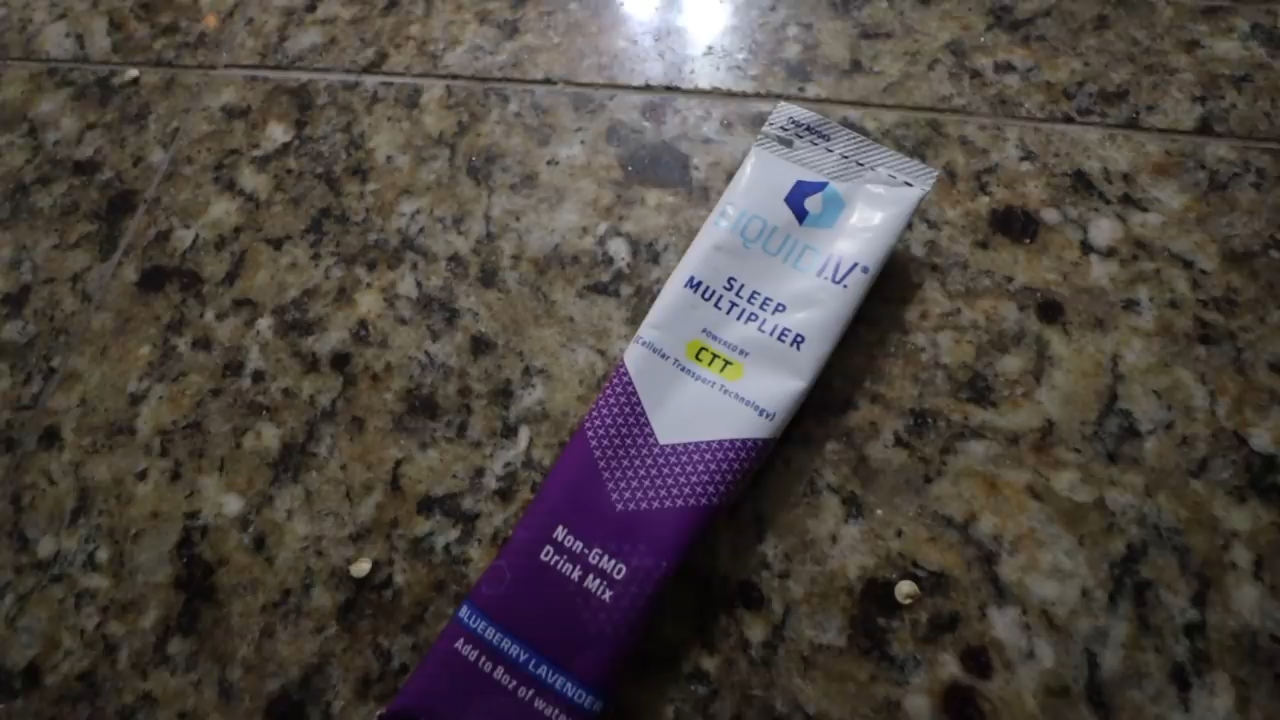 LIQUID I.V.®
SLEEP
MULTIPLIER
POWERED BY
CTT
(Cellular Transport Technology)
Non-GMO
Drink Mix
BLUEBERRY LAVENDER
Add to 8oz of water